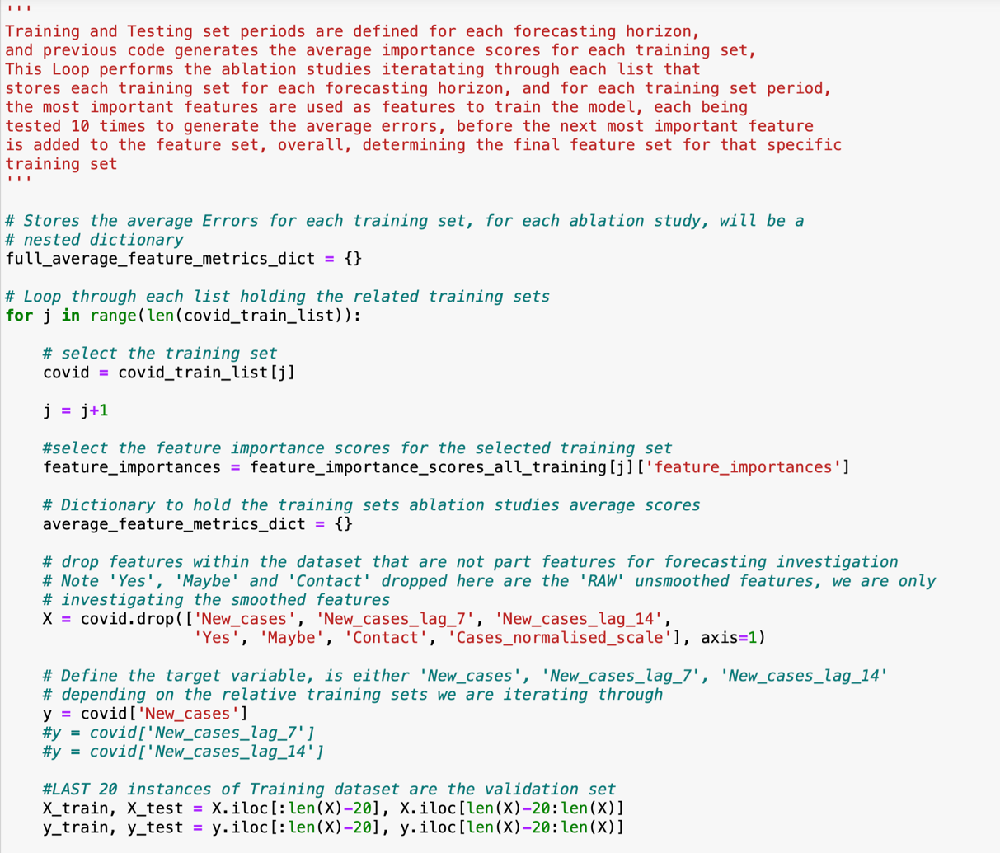 '''
Training and Testing set periods are defined for each forecasting horizon,
and previous code generates the average importance scores for each training set,
This Loop performs the ablation studies iteratating through each list that
stores each training set for each forecasting horizon, and for each training set period,
the most important features are used as features to train the model, each being
tested 10 times to generate the average errors, before the next most important feature
is added to the feature set, overall, determining the final feature set for that specific
training set
'''
# Stores the average Errors for each training set, for each ablation study, will be a
# nested dictionary
full_average_feature_metrics_dict = {}
# Loop through each list holding the related training sets
for j in range(len(covid_train_list)):
    # select the training set
    covid = covid_train_list[j]
    j = j+1
    #select the feature importance scores for the selected training set
    feature_importances = feature_importance_scores_all_training[j]['feature_importances']
    # Dictionary to hold the training sets ablation studies average scores
    average_feature_metrics_dict = {}
    # drop features within the dataset that are not part features for forecasting investigation
    # Note 'Yes', 'Maybe' and 'Contact' dropped here are the 'RAW' unsmoothed features, we are only
    # investigating the smoothed features
    X = covid.drop(['New_cases', 'New_cases_lag_7', 'New_cases_lag_14',
                    'Yes', 'Maybe', 'Contact', 'Cases_normalised_scale'], axis=1)
    # Define the target variable, is either 'New_cases', 'New_cases_lag_7', 'New_cases_lag_14'
    # depending on the relative training sets we are iterating through
    y = covid['New_cases']
    #y = covid['New_cases_lag_7']
    #y = covid['New_cases_lag_14']
    #LAST 20 instances of Training dataset are the validation set
    X_train, X_test = X.iloc[:len(X)-20], X.iloc[len(X)-20:len(X)]
    y_train, y_test = y.iloc[:len(X)-20], y.iloc[len(X)-20:len(X)]